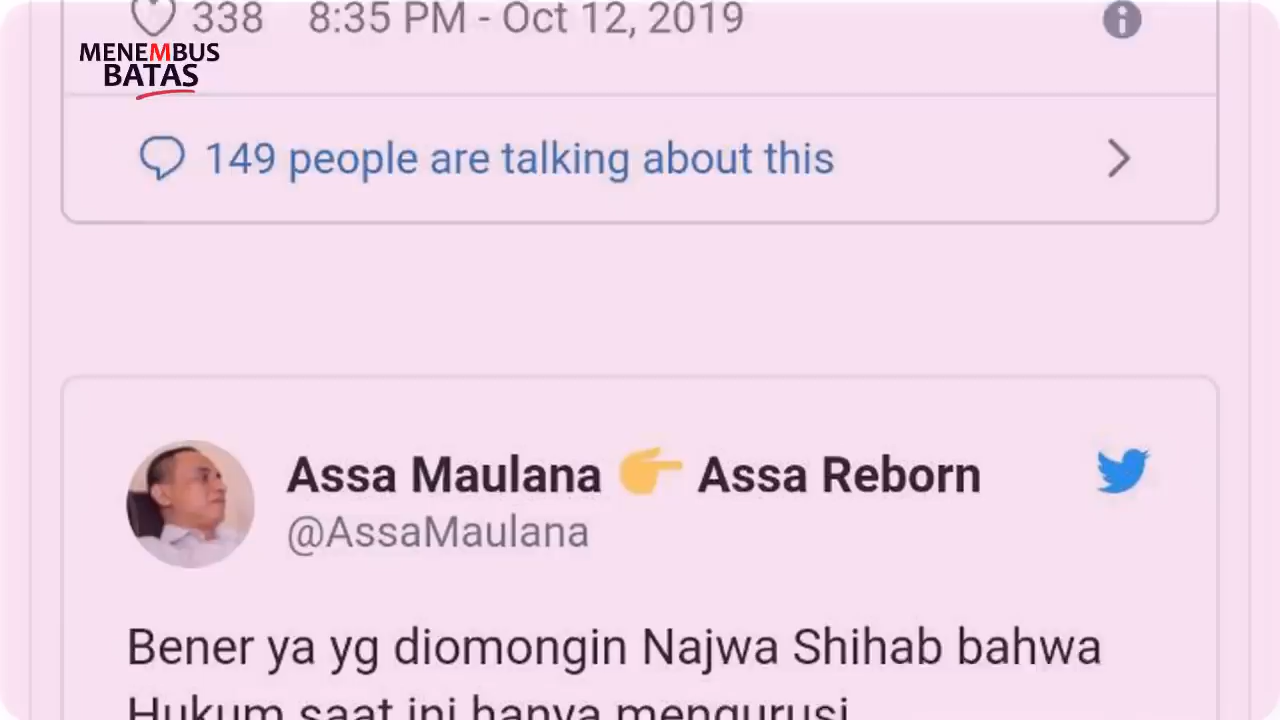 338 8:35 PM - Oct 12, 2019
MENEMBUS
BATAS
149 people are talking about this
Assa Maulana 👉 Assa Reborn
@AssaMaulana
Bener ya yg diomongin Najwa Shihab bahwa
Hukum saat ini hanya mengurusi